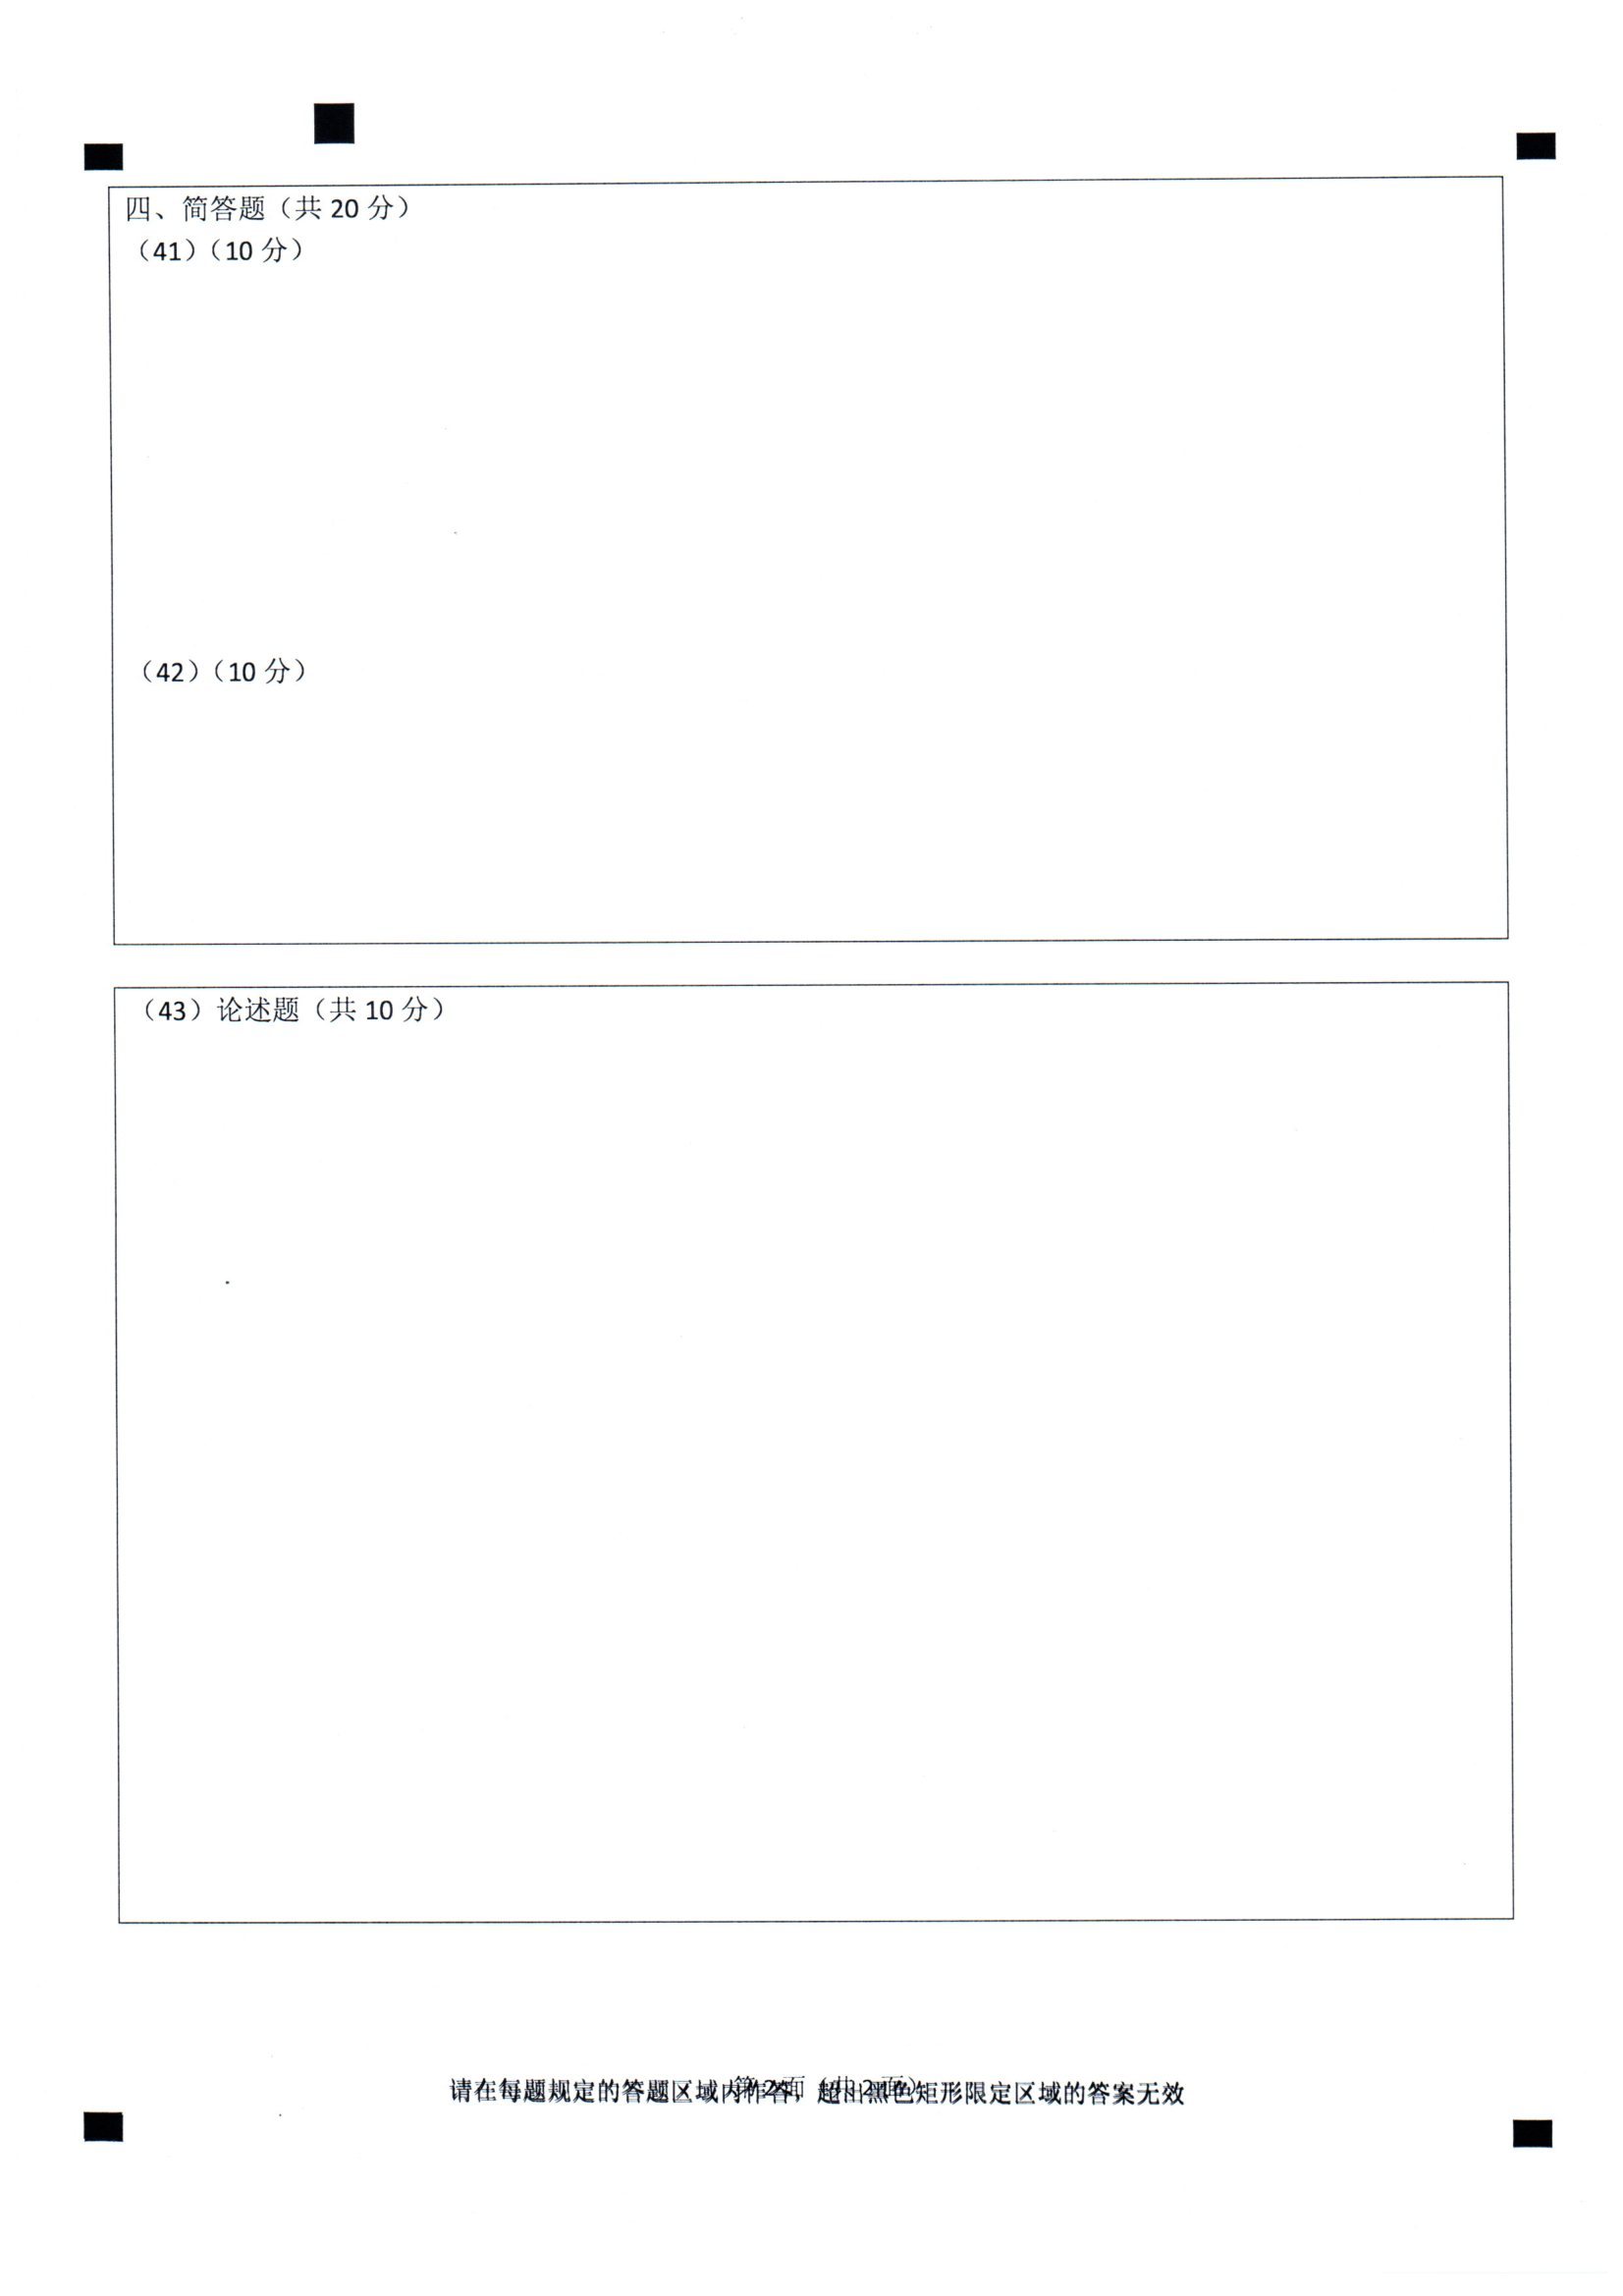 四、简答题（共 20 分）
（41）（10 分）
（42）（10 分）
（43）论述题（共 10 分）
第 2 面（共 2 面）
请在每题规定的答题区域内作答，超出黑色矩形限定区域的答案无效